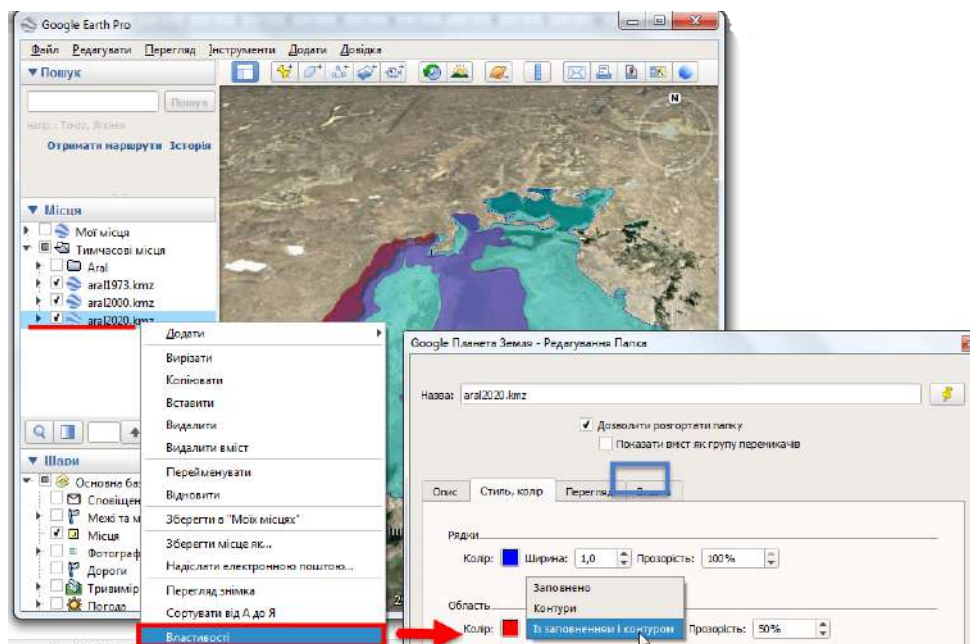 Google Earth Pro
Файл Редагувати Перегляд Інструменти Додати Довідка
Пошук
Пошук
напр.: Токіо, Японія
Отримати маршрути Історія
N
Місця
Мої місця
Тимчасові місця
Aral
aral1973.kmz
aral2000.kmz
aral2020.kmz
Додати
Вирізати
Копіювати
Вставити
Видалити
Видалити вміст
Перейменувати
Відновити
Зберегти в "Моїх місцях"
Зберегти місце як...
Надіслати електронною поштою...
Перегляд знімка
Сортувати від А до Я
Властивості
Шари
Основна ба
Сповіщен
Межі та м
Місця
Фотограф
Дороги
Тривимір
Погода
Google Планета Земля - Редагування Папка
Назва: aral2020.kmz
Дозволити розгортати папку
Показати вміст як групу перемикачів
Опис Стиль, колір Перегляд
Рядки
Колір: Ширина: 1,0 Прозорість: 100%
Область
Заповнено
Контури
Із заповненням і контуром
Колір: Прозорість: 50%